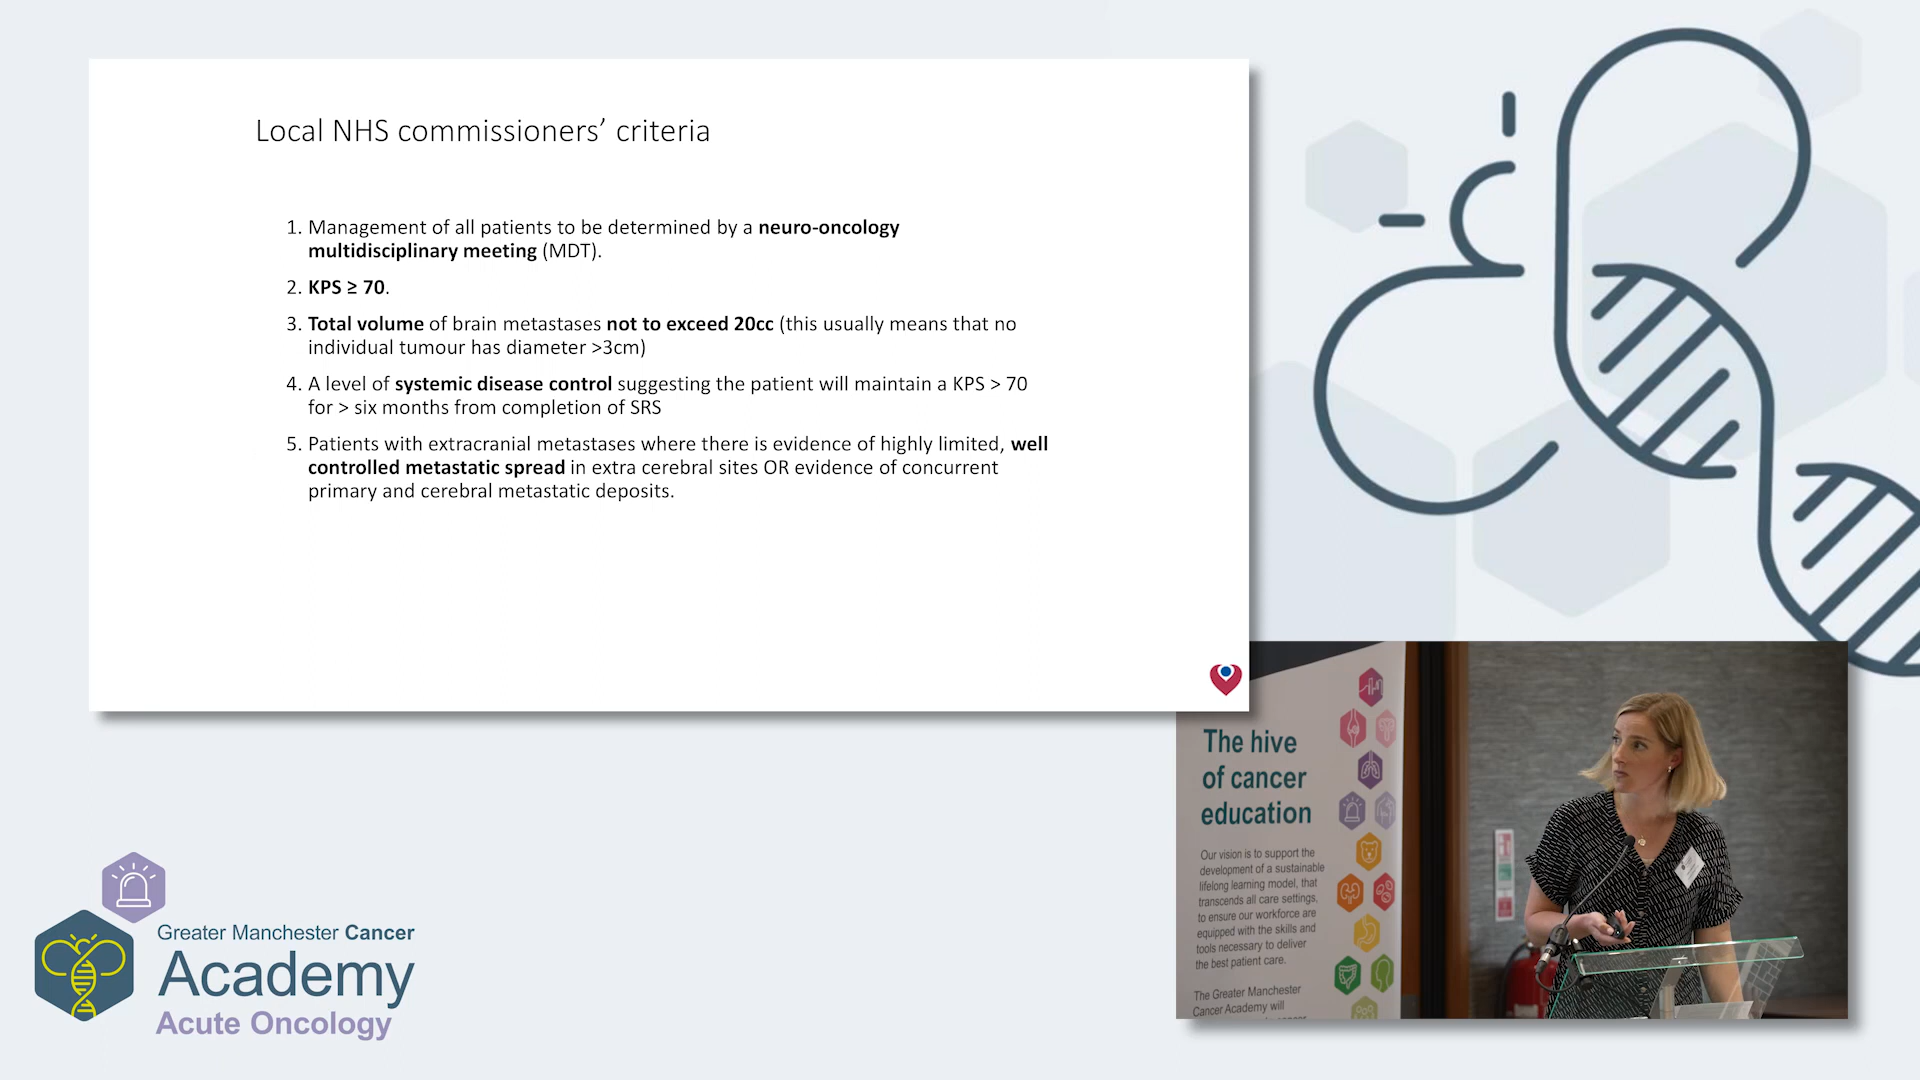 Local NHS commissioners’ criteria
1. Management of all patients to be determined by a neuro-oncology
multidisciplinary meeting (MDT).
2. KPS ≥ 70.
3. Total volume of brain metastases not to exceed 20cc (this usually means that no
individual tumour has diameter >3cm)
4. A level of systemic disease control suggesting the patient will maintain a KPS > 70
for > six months from completion of SRS
5. Patients with extracranial metastases where there is evidence of highly limited, well
controlled metastatic spread in extra cerebral sites OR evidence of concurrent
primary and cerebral metastatic deposits.
The hive
of cancer
education
Our vision is to support the
development of a sustainable
lifelong learning model, that
transcends all care settings,
to ensure our workforce are
equipped with the skills and
tools necessary to deliver
the best patient care.
The Greater Manchester
Cancer Academy will
Greater Manchester Cancer
Academy
Acute Oncology